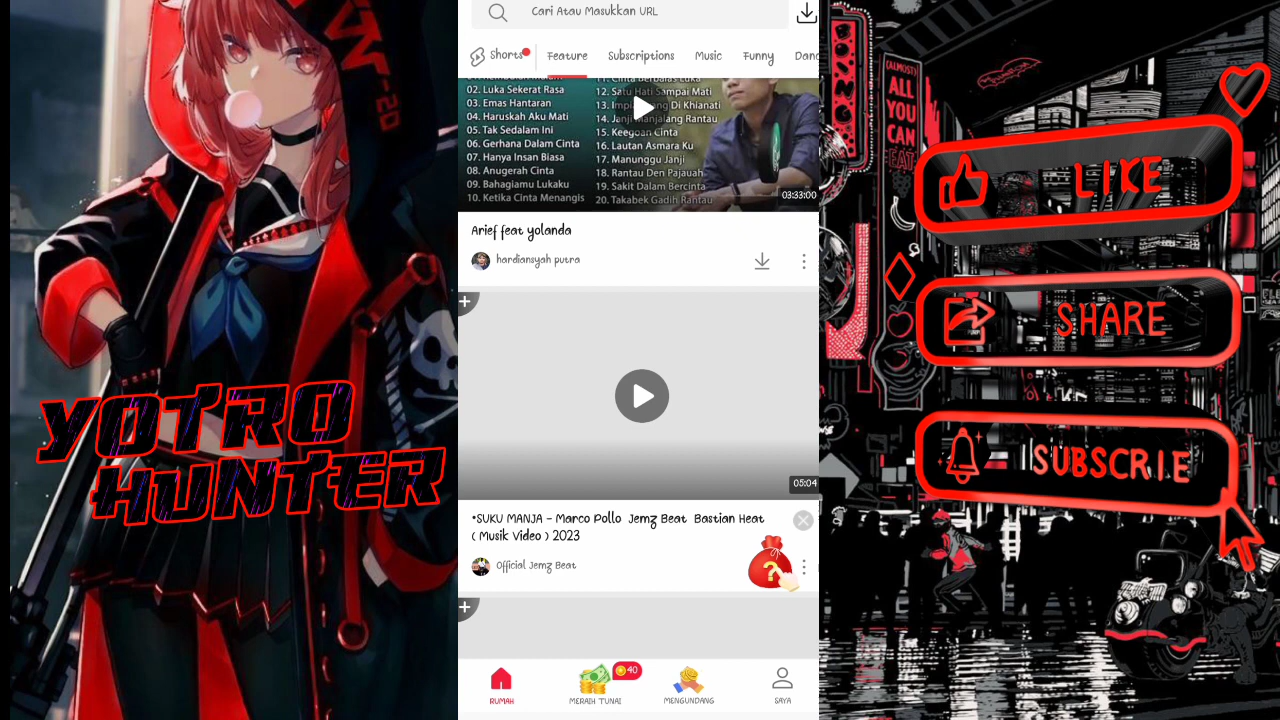 W-20
YOTRO
HUNTER
Cari Atau Masukkan URL
Shorts
Feature
Subscriptions
Music
Funny
Danc
02. Luka Sekerat Rasa
03. Emas Hantaran
04. Haruskah Aku Mati
05. Tak Sedalam Ini
06. Gerhana Dalam Cinta
07. Hanya Insan Biasa
08. Anugerah Cinta
09. Bahagiamu Lukaku
10. Ketika Cinta Menangis
11. Cinta Berbalas Luka
12. Satu Hati Sampai Mati
13. Di Khianati
14. Janji Manjalang Rantau
15. Keegoan Cinta
16. Lautan Asmara Ku
17. Manunggu Janji
18. Rantau Den Pajauah
19. Sakit Dalam Bercinta
20. Takabek Gadih Rantau
03:33:00
Arief feat yolanda
hardiansyah putra
05:04
•SUKU MANJA - Marco Pollo Jemz Beat Bastian Heat
( Musik Video ) 2023
Official Jemz Beat
?
40
RUMAH
MERAIH TUNAI
MENGUNDANG
SAYA
(ALMOST)
ALL
YOU
CAN
EAT
LIKE
SHARE
SUBSCRIE